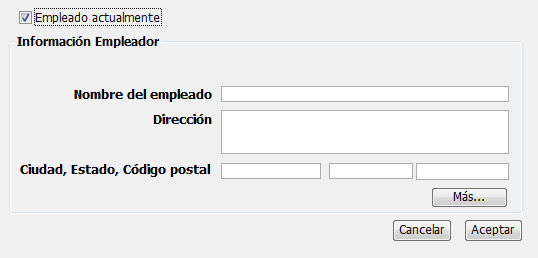 Empleado actualmente
Información Empleador
Nombre del empleado
Dirección
Ciudad, Estado, Código postal
Más...
Cancelar Aceptar